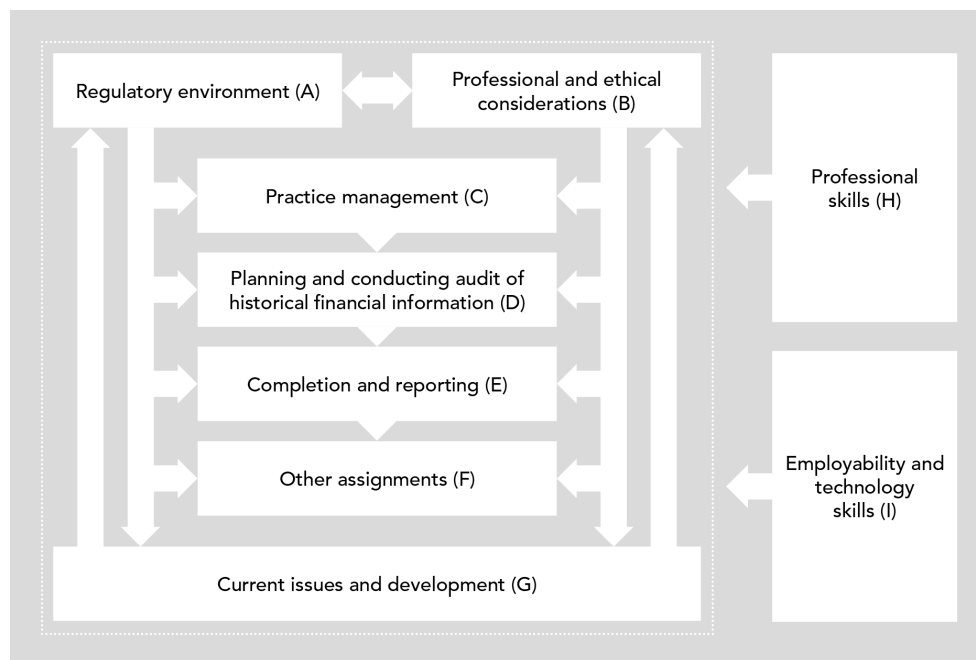 Regulatory environment (A)
Professional and ethical
considerations (B)
Practice management (C)
Planning and conducting audit of
historical financial information (D)
Completion and reporting (E)
Other assignments (F)
Current issues and development (G)
Professional
skills (H)
Employability and
technology
skills (I)